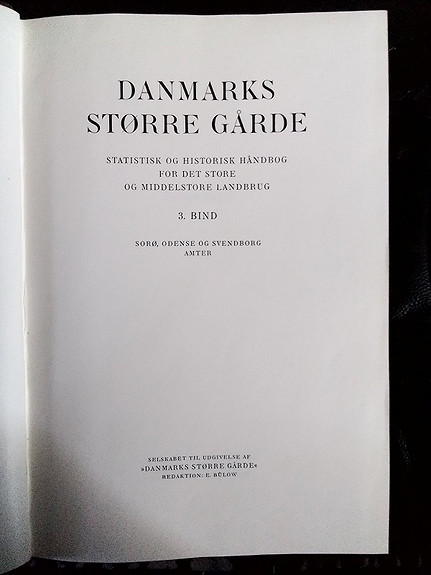 DANMARKS
STØRRE GÅRDE
STATISTISK OG HISTORISK HÅNDBOG
FOR DET STORE
OG MIDDELSTORE LANDBRUG
3. BIND
SORØ, ODENSE OG SVENDBORG
AMTER
SELSKABET TIL UDGIVELSE AF
»DANMARKS STØRRE GÅRDE«
REDAKTION: E. BÜLOW